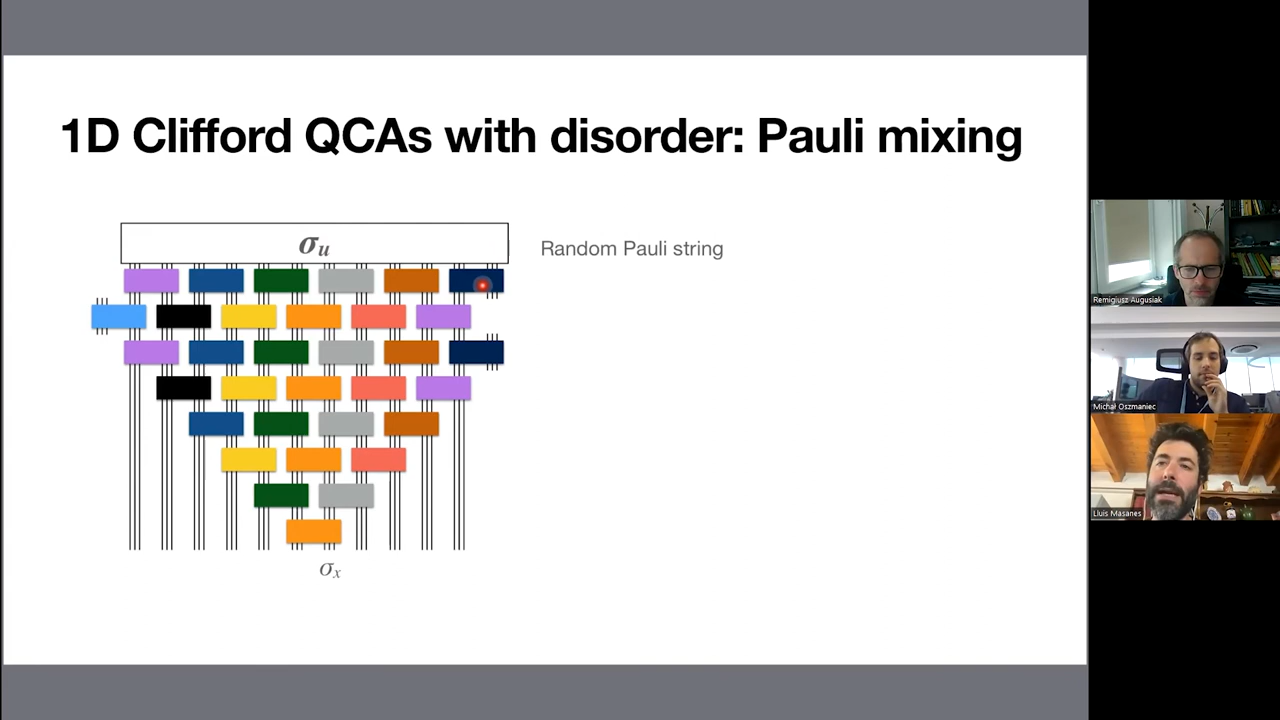 1D Clifford QCAs with disorder: Pauli mixing
σᵤ
Random Pauli string
σₓ
Remigiusz Augusiak
Michał Oszmaniec
Lluis Masanes